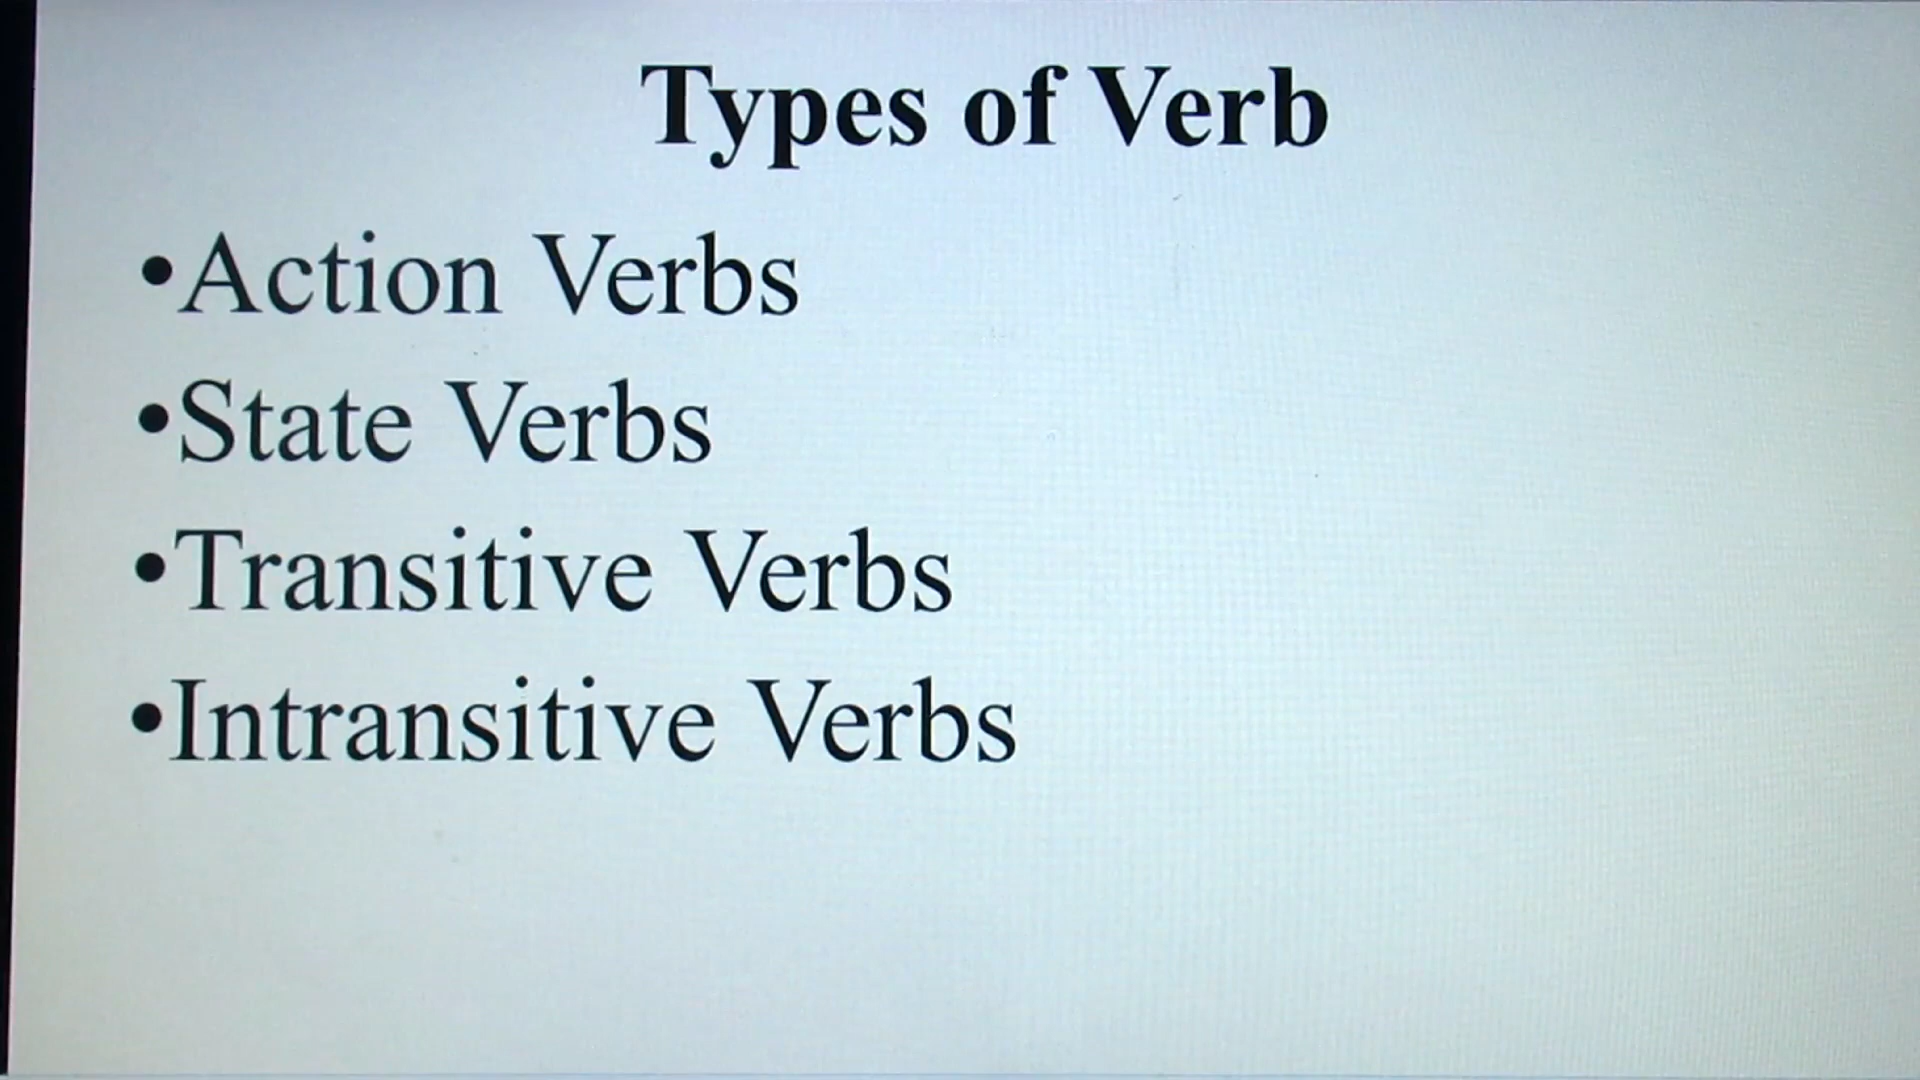 Types of Verb
•Action Verbs
•State Verbs
•Transitive Verbs
•Intransitive Verbs